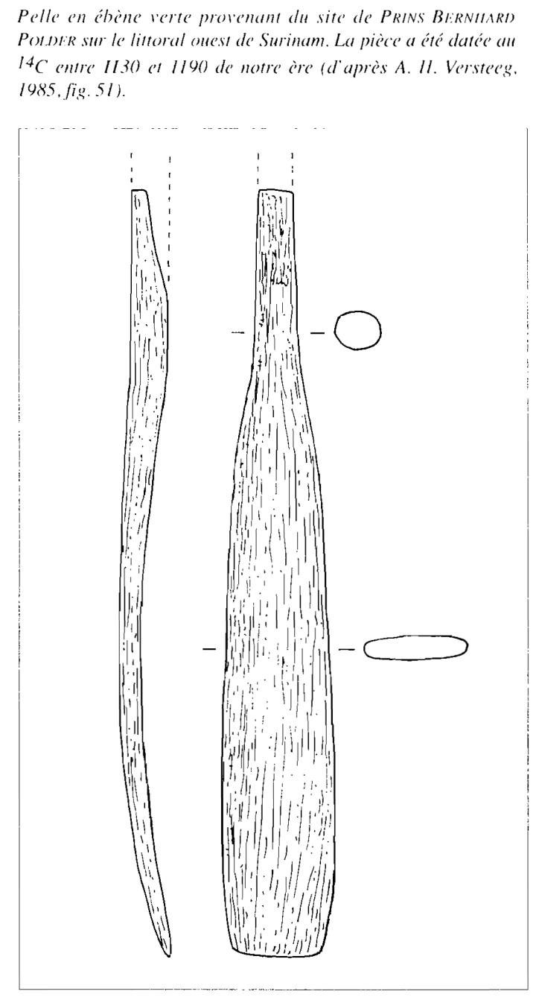 Pelle en ébène verte provenant du site de PRINS BERNHARD
POLDER sur le littoral ouest de Surinam. La pièce a été datée au
14C entre 1130 et 1190 de notre ère (d'après A. H. Versteeg,
1985, fig. 51).